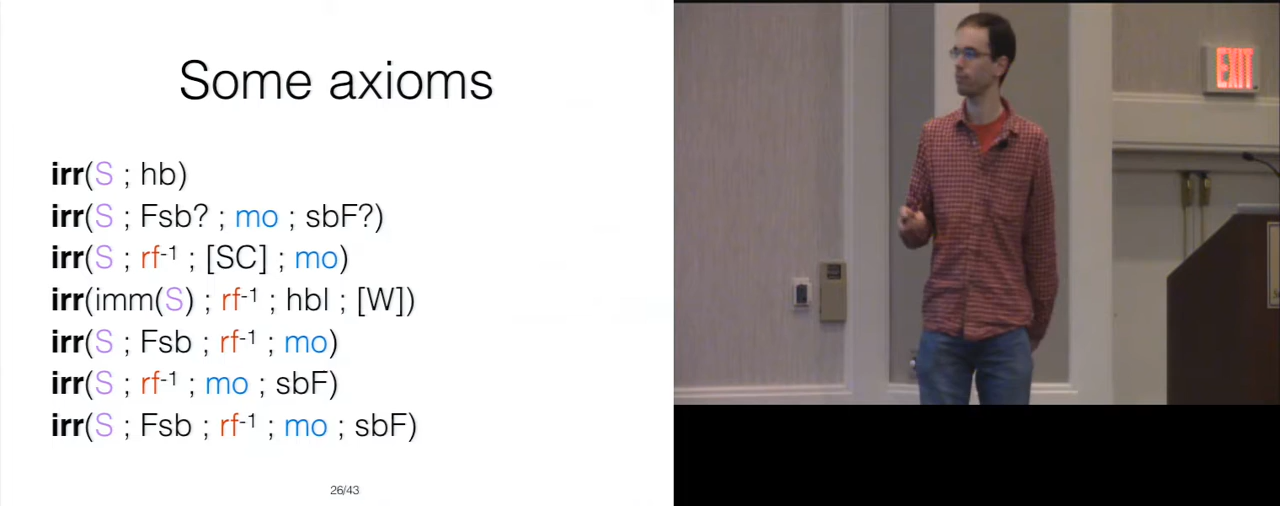 Some axioms
irr(S ; hb)
irr(S ; Fsb? ; mo ; sbF?)
irr(S ; rf⁻¹ ; [SC] ; mo)
irr(imm(S) ; rf⁻¹ ; hbl ; [W])
irr(S ; Fsb ; rf⁻¹ ; mo)
irr(S ; rf⁻¹ ; mo ; sbF)
irr(S ; Fsb ; rf⁻¹ ; mo ; sbF)
26/43
EXIT